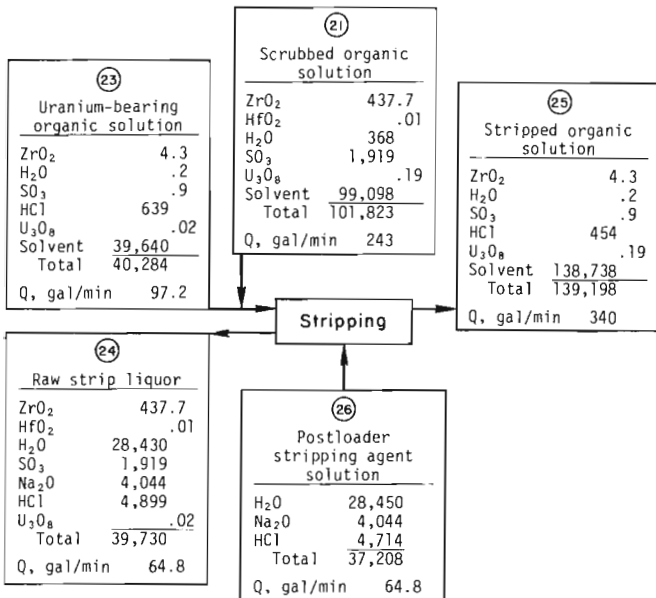 23
Uranium-bearing
organic solution
ZrO₂ 4.3
H₂O .2
SO₃ .9
HCl 639
U₃O₈ .02
Solvent 39,640
Total 40,284
Q, gal/min 97.2
21
Scrubbed organic
solution
ZrO₂ 437.7
HfO₂ .01
H₂O 368
SO₃ 1,919
U₃O₈ .19
Solvent 99,098
Total 101,823
Q, gal/min 243
25
Stripped organic
solution
ZrO₂ 4.3
H₂O .2
SO₃ .9
HCl 454
U₃O₈ .19
Solvent 138,738
Total 139,198
Q, gal/min 340
Stripping
24
Raw strip liquor
ZrO₂ 437.7
HfO₂ .01
H₂O 28,430
SO₃ 1,919
Na₂O 4,044
HCl 4,899
U₃O₈ .02
Total 39,730
Q, gal/min 64.8
26
Postloader
stripping agent
solution
H₂O 28,450
Na₂O 4,044
HCl 4,714
Total 37,208
Q, gal/min 64.8